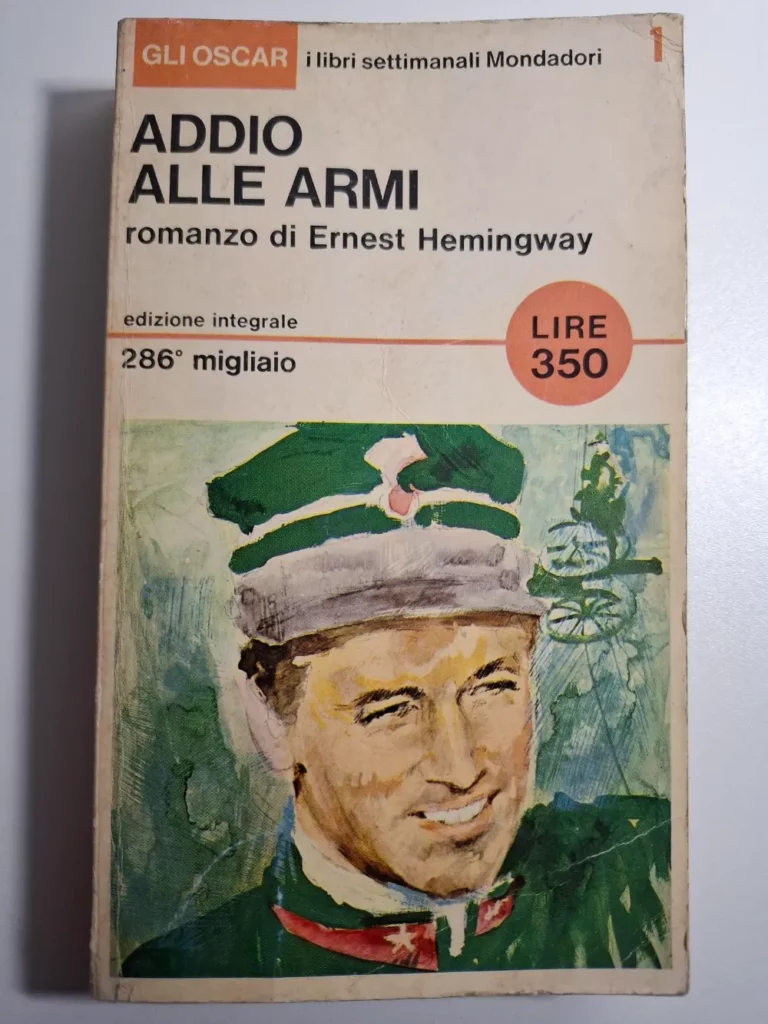 GLI OSCAR i libri settimanali Mondadori 1
ADDIO
ALLE ARMI
romanzo di Ernest Hemingway
edizione integrale
286° migliaio
LIRE
350